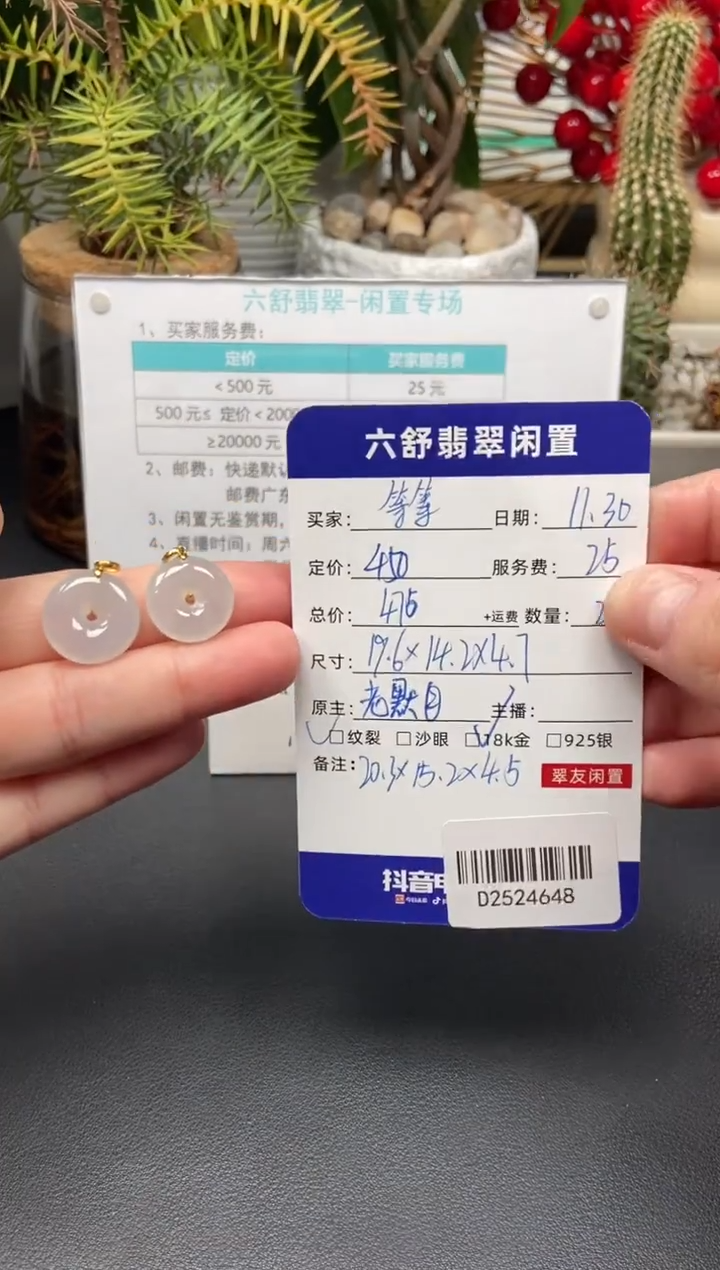 六舒翡翠-闲置专场
1、买家服务费：
定价 买家服务费
＜500元 25元
500元≤ 定价＜2000
≥20000元
2、邮费：快递默认
邮费广东
3、闲置无鉴赏期，
4、直播时间：周六
六舒翡翠闲置
买家： 等等 日期： 11.30
定价： 450 服务费： 25
总价： 475 +运费 数量：
尺寸： 19.6×14.2×4.7
原主： 老默自 主播：
☑纹裂 □沙眼 ☑18k金 □925银
备注： 20.3×15.2×4.5 翠友闲置
抖音电
D2524648